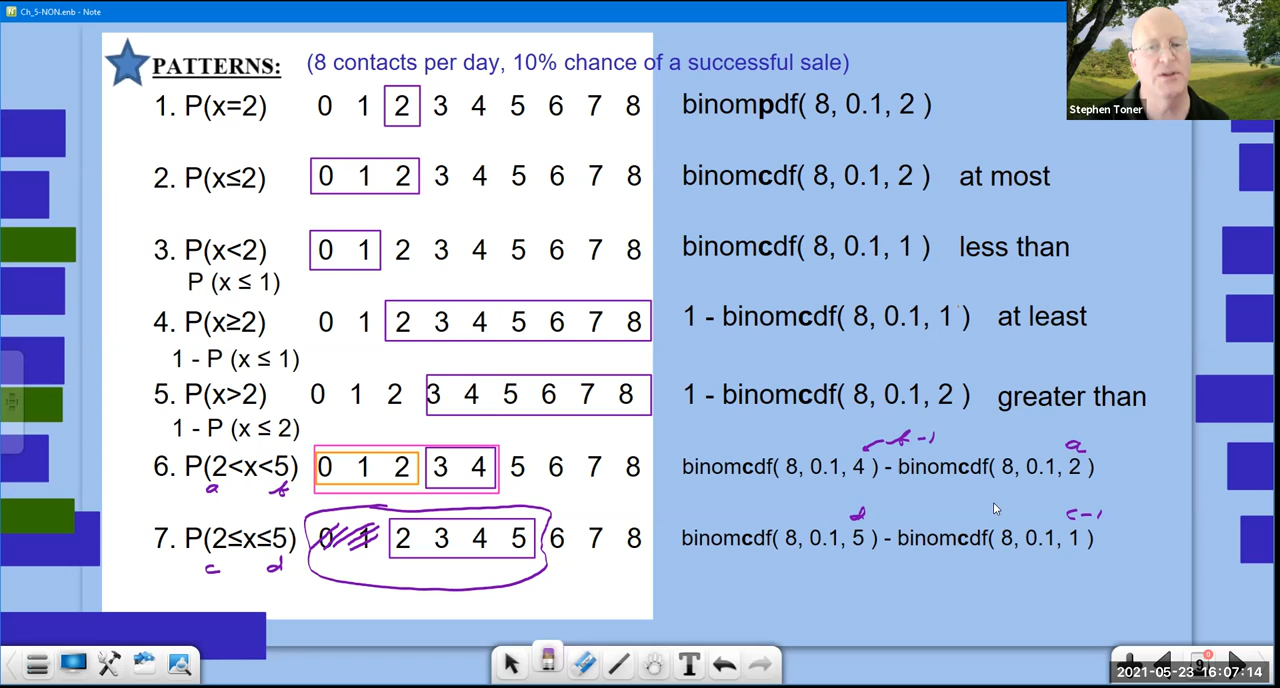 Ch_5-NON.enb - Note
Stephen Toner
PATTERNS: (8 contacts per day, 10% chance of a successful sale)
1. P(x=2) 0 1 2 3 4 5 6 7 8 binompdf( 8, 0.1, 2 )
2. P(x≤2) 0 1 2 3 4 5 6 7 8 binomcdf( 8, 0.1, 2 ) at most
3. P(x<2) 0 1 2 3 4 5 6 7 8 binomcdf( 8, 0.1, 1 ) less than
P (x ≤ 1)
4. P(x≥2) 0 1 2 3 4 5 6 7 8 1 - binomcdf( 8, 0.1, 1 ) at least
1 - P (x ≤ 1)
5. P(x>2) 0 1 2 3 4 5 6 7 8 1 - binomcdf( 8, 0.1, 2 ) greater than
1 - P (x ≤ 2)
b-1 a
6. P(2<x<5) 0 1 2 3 4 5 6 7 8 binomcdf( 8, 0.1, 4 ) - binomcdf( 8, 0.1, 2 )
a b
d c-1
7. P(2≤x≤5) 0 1 2 3 4 5 6 7 8 binomcdf( 8, 0.1, 5 ) - binomcdf( 8, 0.1, 1 )
c d
T
9
2021-05-23 16:07:14